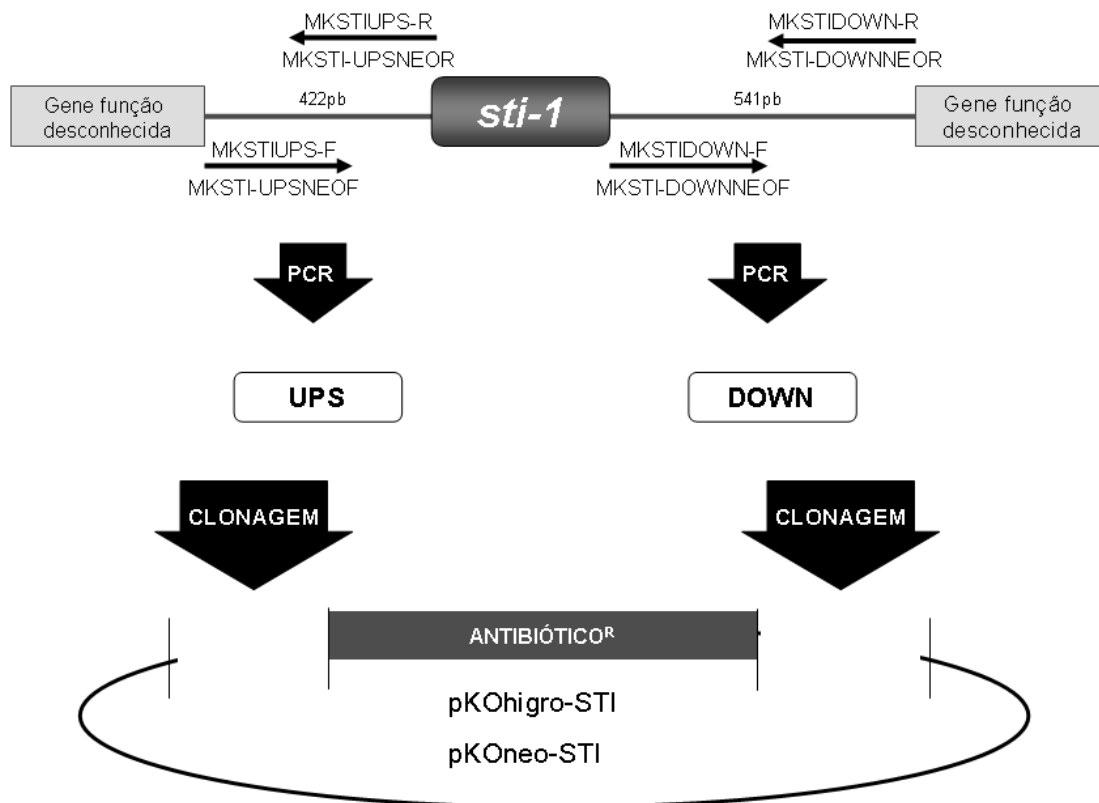 MKSTIUPS-R
MKSTI-UPSNEOR
MKSTIDOWN-R
MKSTI-DOWNNEOR
Gene função
desconhecida
422pb
sti-1
541pb
Gene função
desconhecida
MKSTIUPS-F
MKSTI-UPSNEOF
MKSTIDOWN-F
MKSTI-DOWNNEOF
PCR
PCR
UPS
DOWN
CLONAGEM
CLONAGEM
ANTIBIÓTICOᴿ
pKOhigro-STI
pKOneo-STI